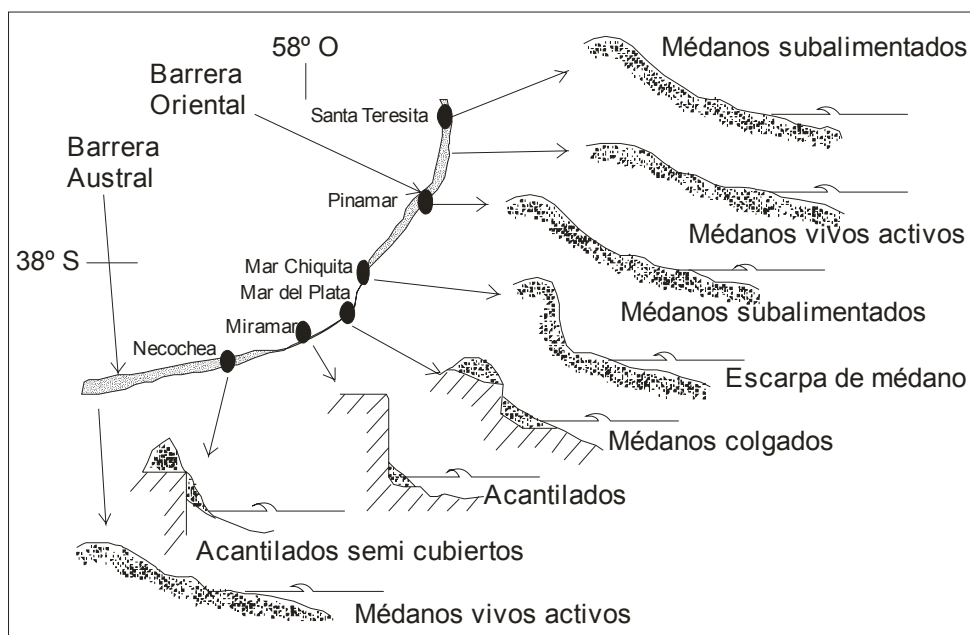 58º O
Médanos subalimentados
Barrera
Oriental
Santa Teresita
Barrera
Austral
Pinamar
Médanos vivos activos
38º S
Mar Chiquita
Mar del Plata
Médanos subalimentados
Miramar
Necochea
Escarpa de médano
Médanos colgados
Acantilados
Acantilados semi cubiertos
Médanos vivos activos